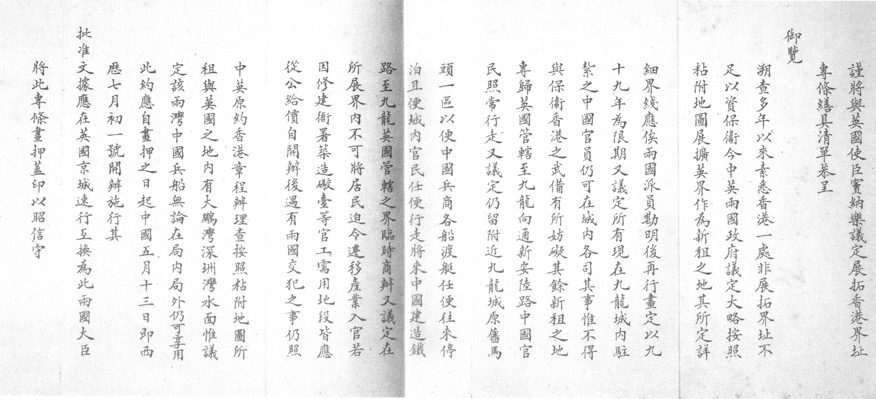 謹將與英國使臣竇納樂議定展拓香港界址
專條繕具清單恭呈
御覽
溯查多年以來素悉香港一處非展拓界址不
足以資保衛今中英兩國政府議定大略按照
粘附地圖展擴英界作為新租之地其所定詳
細界綫應俟兩國派員勘明後再行畫定以九
十九年為限期又議定所有現在九龍城內駐
紮之中國官員仍可在城內各司其事惟不得
與保衛香港之武備有所妨礙其餘新租之地
專歸英國管轄至九龍向通新安陸路中國官
民照常行走又議定仍留附近九龍城原舊馬
頭一區以便中國兵商各船渡艇任便往來停
泊且便城內官民任便行走將來中國建造鐵
路至九龍英國管轄之界臨時商辦又議定在
所展界內不可將居民迫令遷移產業入官若
因修建衙署築造礮臺等官工需用地段皆應
從公給價自開辦後遇有兩國交犯之事仍照
中英原約香港章程辦理查按照粘附地圖所
租與英國之地內有大鵬灣深圳灣水面惟議
定該兩灣中國兵船無論在局內局外仍可享用
此約應自畫押之日起中國五月十三日即西
歷七月初一號開辦施行其
批准文據應在英國京城速行互換為此兩國大臣
將此專條畫押蓋印以昭信守